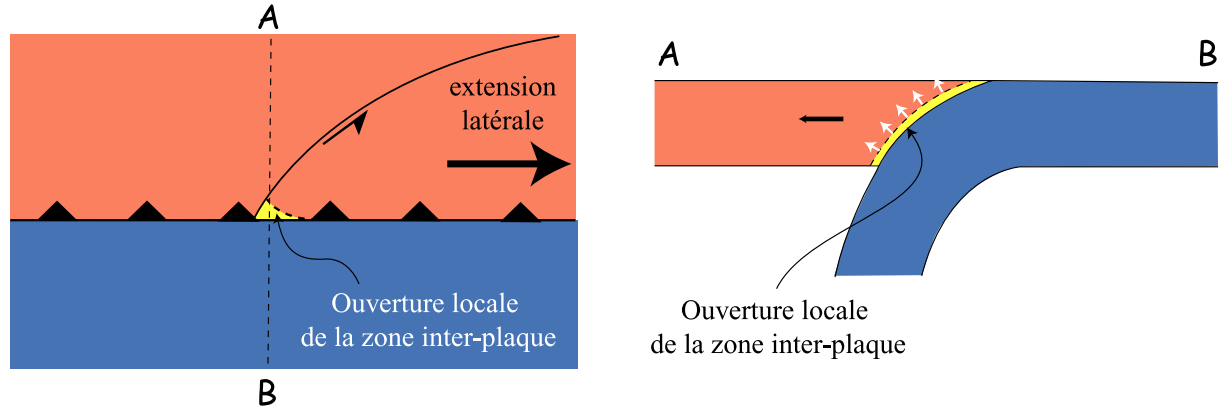 A
extension
latérale
Ouverture locale
de la zone inter-plaque
B
A
B
Ouverture locale
de la zone inter-plaque